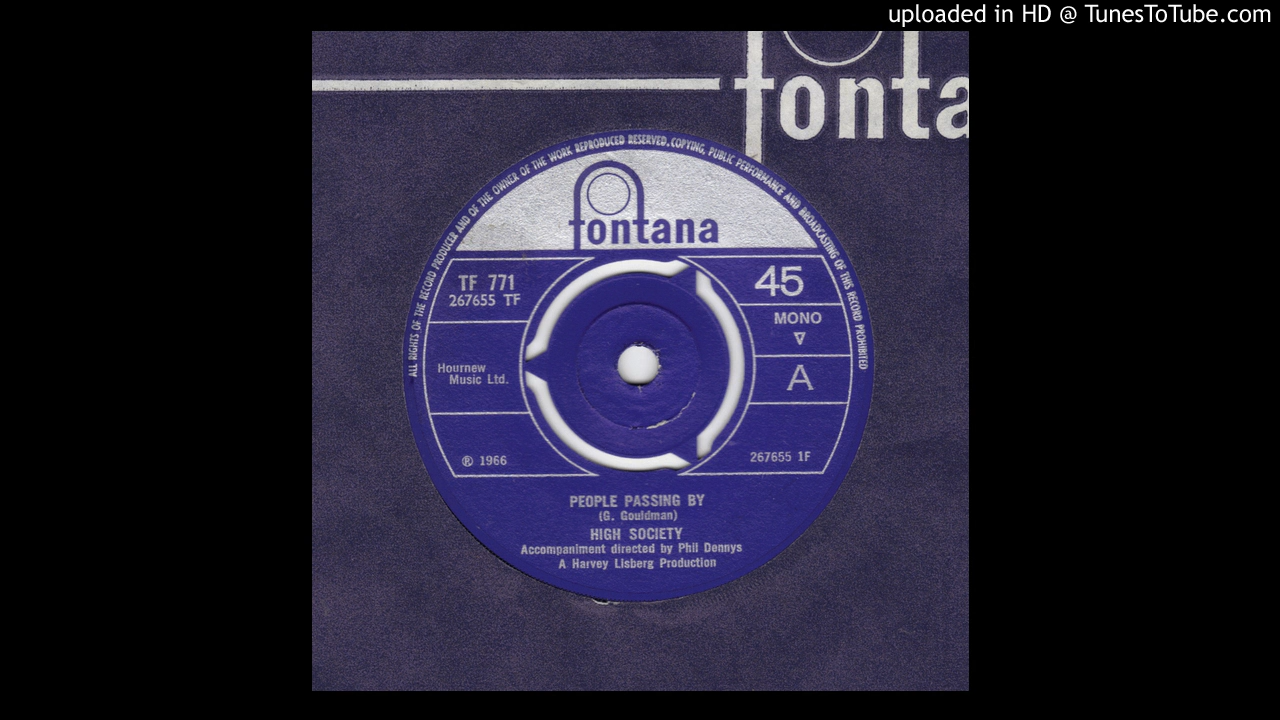 uploaded in HD @ TunesToTube.com
fonta
ALL RIGHTS OF THE RECORD PRODUCER AND OF THE OWNER OF THE WORK REPRODUCED RESERVED. COPYING, PUBLIC PERFORMANCE AND BROADCASTING OF THIS RECORD PROHIBITED
fontana
TF 771
267655 TF
45
MONO
Hournew
Music Ltd.
A
℗ 1966
267655 1F
PEOPLE PASSING BY
(G. Gouldman)
HIGH SOCIETY
Accompaniment directed by Phil Dennys
A Harvey Lisberg Production